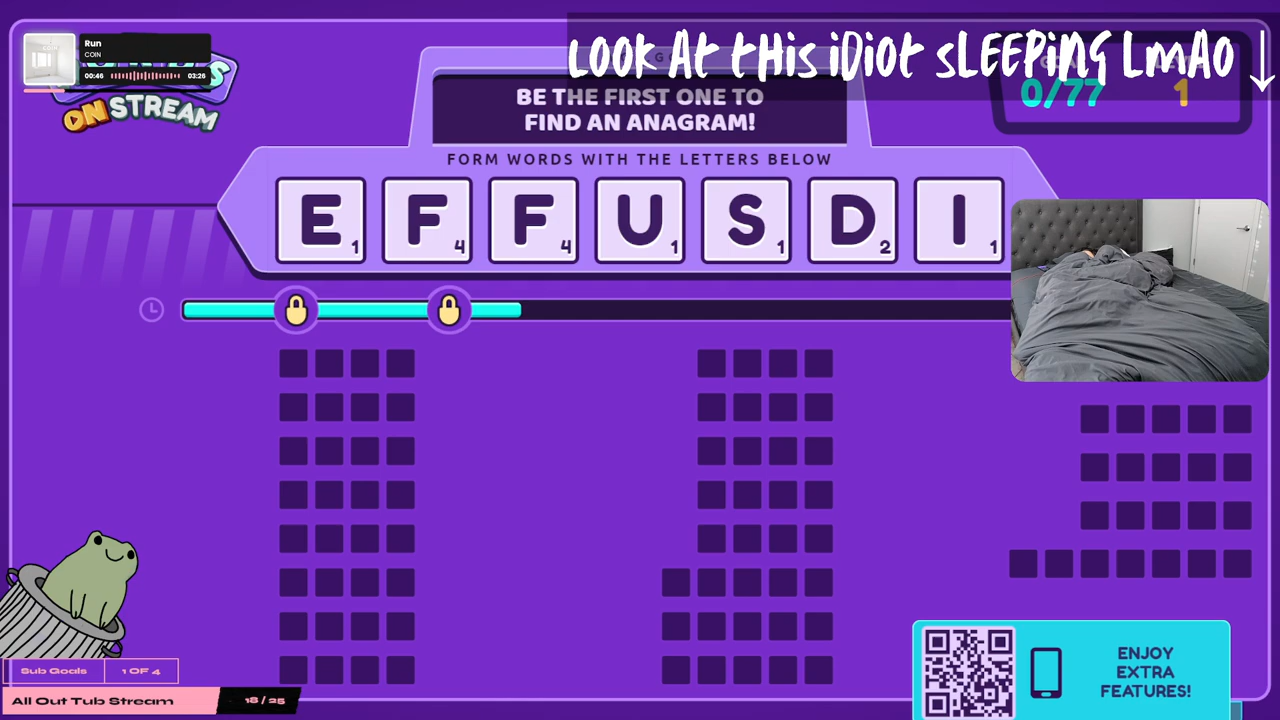 Run
COIN
00:46 03:26
ON STREAM
LOOK At tHis iDiot sLEEPiNG LmAO ↓
0/77 1
BE THE FIRST ONE TO
FIND AN ANAGRAM!
FORM WORDS WITH THE LETTERS BELOW
E 1 F 4 F 4 U 1 S 1 D 2 I 1
Sub Goals 1 OF 4
All Out Tub Stream 18 / 25
ENJOY
EXTRA
FEATURES!